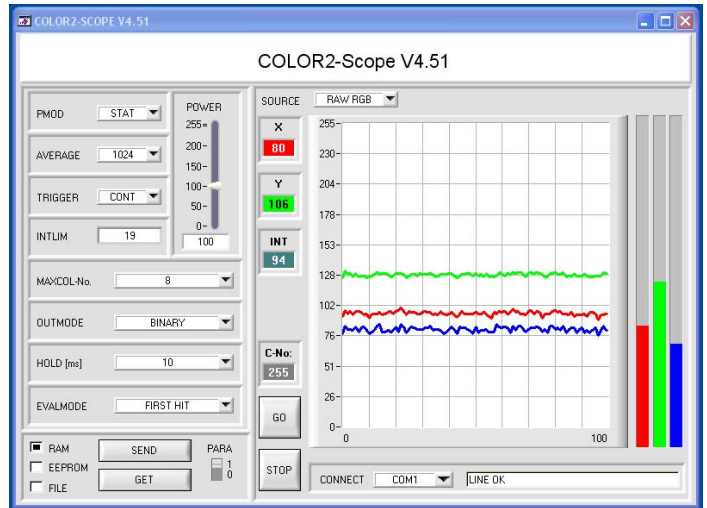 COLOR2-SCOPE V4.51
COLOR2-Scope V4.51
PMOD STAT
AVERAGE 1024
TRIGGER CONT
INTLIM 19
POWER
255
200
150
100
50
0
100
MAXCOL-No. 8
OUTMODE BINARY
HOLD [ms] 10
EVALMODE FIRST HIT
RAM
EEPROM
FILE
SEND
GET
PARA
1
0
SOURCE RAW RGB
X
80
Y
106
INT
94
C-No:
255
GO
STOP
255
230
204
178
153
128
102
76
51
26
0
0 100
CONNECT COM1 LINE OK